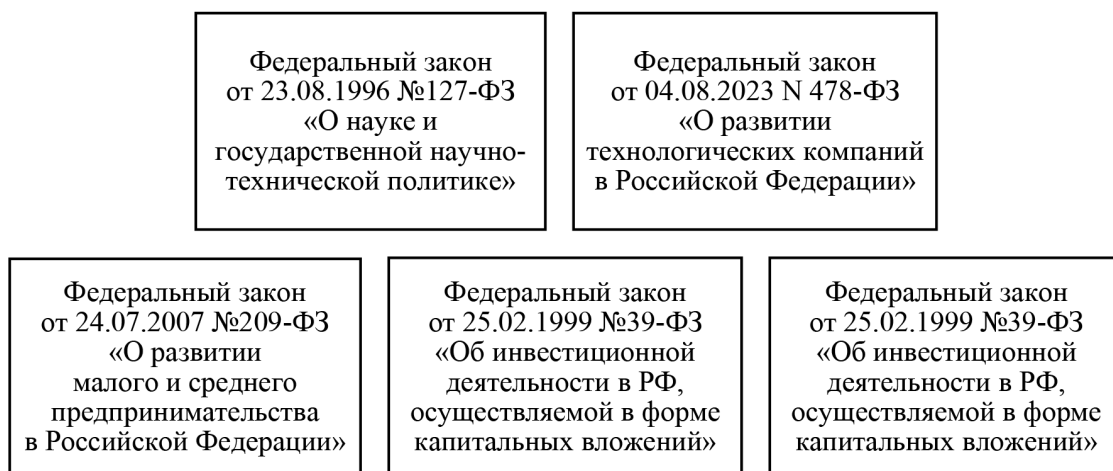 Федеральный закон
от 23.08.1996 №127-ФЗ
«О науке и
государственной научно-
технической политике»
Федеральный закон
от 04.08.2023 N 478-ФЗ
«О развитии
технологических компаний
в Российской Федерации»
Федеральный закон
от 24.07.2007 №209-ФЗ
«О развитии
малого и среднего
предпринимательства
в Российской Федерации»
Федеральный закон
от 25.02.1999 №39-ФЗ
«Об инвестиционной
деятельности в РФ,
осуществляемой в форме
капитальных вложений»
Федеральный закон
от 25.02.1999 №39-ФЗ
«Об инвестиционной
деятельности в РФ,
осуществляемой в форме
капитальных вложений»